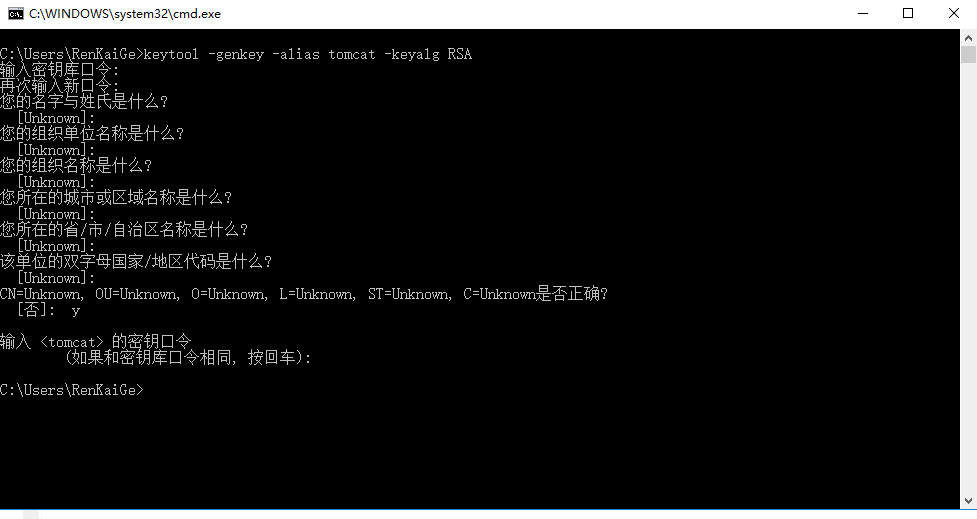 C:\WINDOWS\system32\cmd.exe
C:\Users\RenKaiGe>keytool -genkey -alias tomcat -keyalg RSA
输入密钥库口令:
再次输入新口令:
您的名字与姓氏是什么?
  [Unknown]:
您的组织单位名称是什么?
  [Unknown]:
您的组织名称是什么?
  [Unknown]:
您所在的城市或区域名称是什么?
  [Unknown]:
您所在的省/市/自治区名称是什么?
  [Unknown]:
该单位的双字母国家/地区代码是什么?
  [Unknown]:
CN=Unknown, OU=Unknown, O=Unknown, L=Unknown, ST=Unknown, C=Unknown是否正确?
  [否]:  y
输入 <tomcat> 的密钥口令
        (如果和密钥库口令相同, 按回车):
C:\Users\RenKaiGe>